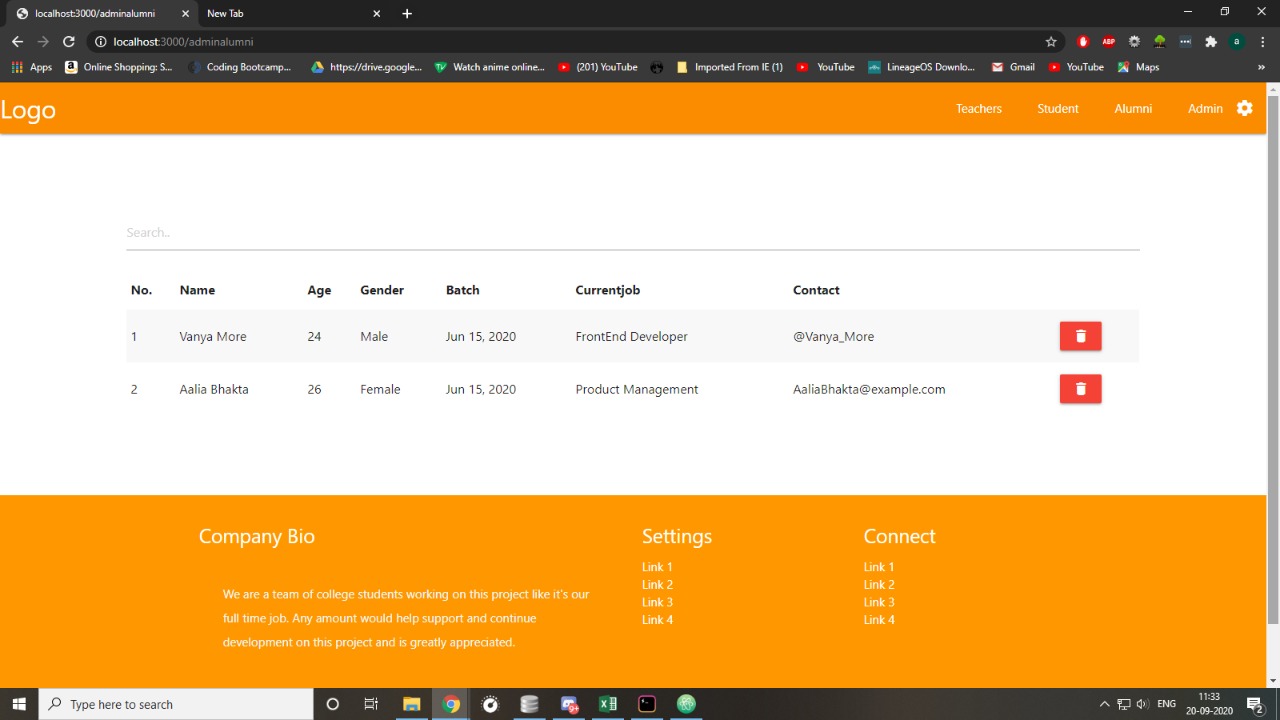 localhost:3000/adminalumni
New Tab
localhost:3000/adminalumni
a
Apps
Online Shopping: S...
Coding Bootcamp...
https://drive.google...
Watch anime online...
(201) YouTube
Imported From IE (1)
YouTube
LineageOS Downlo...
Gmail
YouTube
Maps
»
Logo
Teachers Student Alumni Admin
Search..
No. Name Age Gender Batch Currentjob Contact
1 Vanya More 24 Male Jun 15, 2020 FrontEnd Developer @Vanya_More
2 Aalia Bhakta 26 Female Jun 15, 2020 Product Management AaliaBhakta@example.com
Company Bio
We are a team of college students working on this project like it's our
full time job. Any amount would help support and continue
development on this project and is greatly appreciated.
Settings
Link 1
Link 2
Link 3
Link 4
Connect
Link 1
Link 2
Link 3
Link 4
Type here to search
ENG
11:33
20-09-2020
2